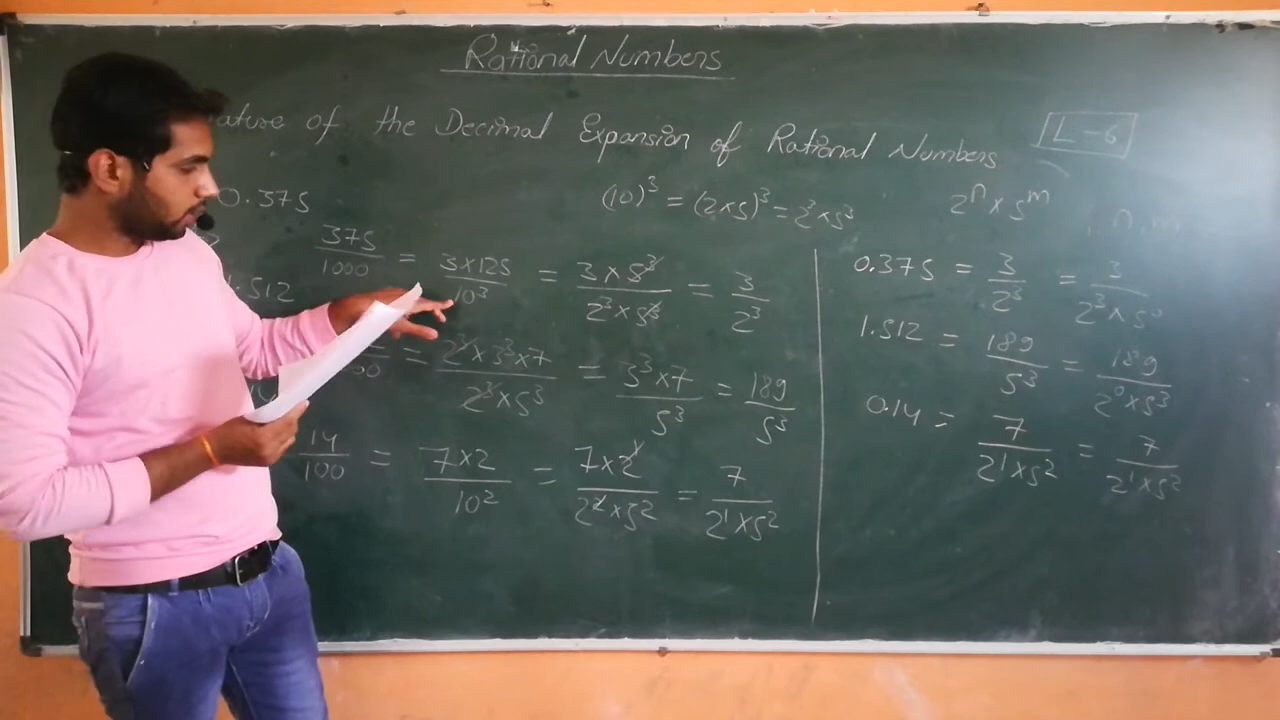 Rational Numbers
ature of the Decimal Expansion of Rational Numbers
L-6
0.375
(10)³ = (2×5)³ = 2³×5³
2ⁿ × 5ᵐ
n, m
375/1000 = 3×125/10³ = 3×5³/2³×5³ = 3/2³
.512
= 2³×3³×7/2³×5³ = 3³×7/5³ = 189/5³
14/100 = 7×2/10² = 7×2/2²×5² = 7/2¹×5²
0.375 = 3/2³ = 3/2³×5⁰
1.512 = 189/5³ = 189/2⁰×5³
0.14 = 7/2¹×5² = 7/2¹×5²